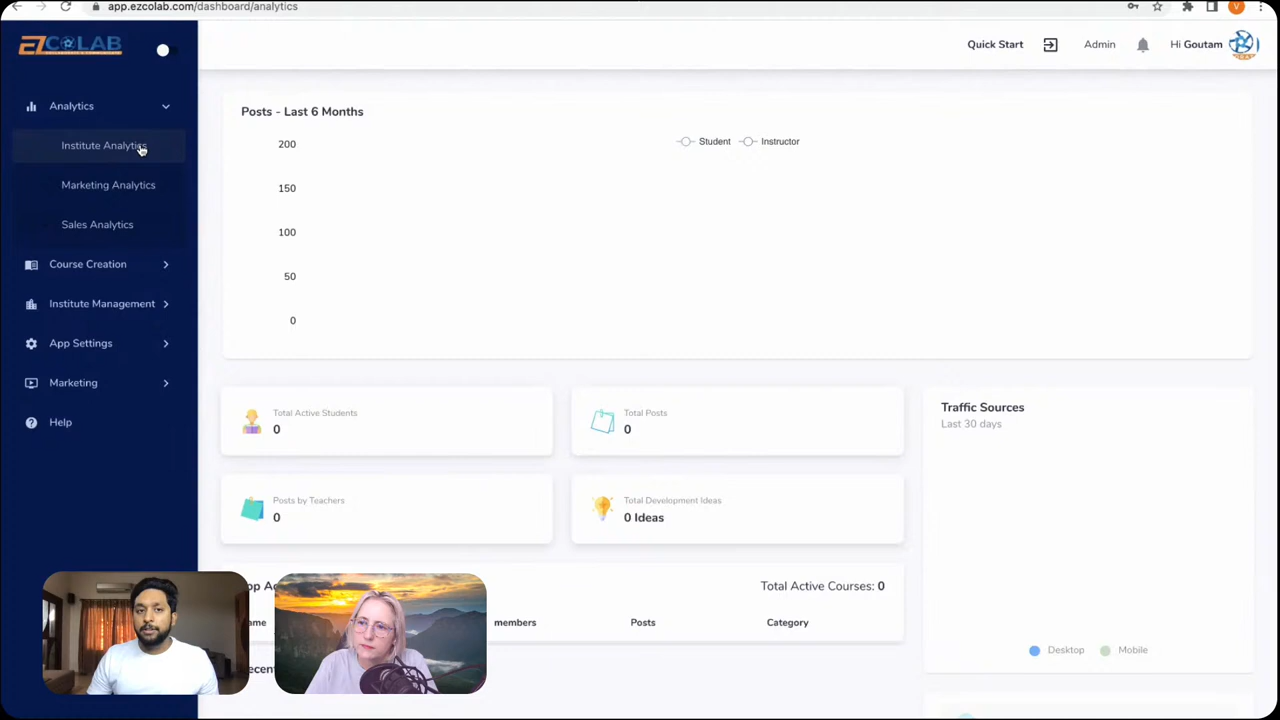 app.ezcolab.com/dashboard/analytics
EZCOLAB
Quick Start
Admin
Hi Goutam
V
Analytics
Institute Analytics
Marketing Analytics
Sales Analytics
Course Creation
Institute Management
App Settings
Marketing
Help
Posts - Last 6 Months
Student
Instructor
200
150
100
50
0
Total Active Students
0
Total Posts
0
Posts by Teachers
0
Total Development Ideas
0 Ideas
Traffic Sources
Last 30 days
Desktop
Mobile
Total Active Courses: 0
members
Posts
Category